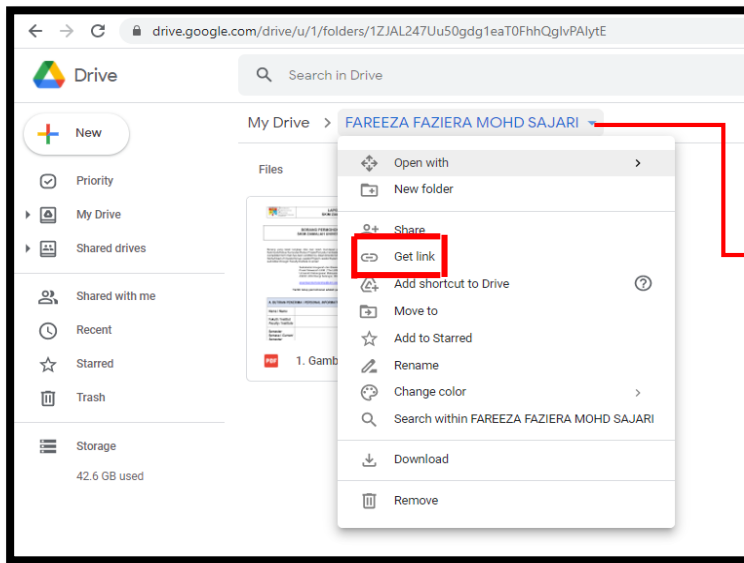 drive.google.com/drive/u/1/folders/1ZJAL247Uu50gdg1eaT0FhhQglvPAlytE
Drive
Search in Drive
New
My Drive > FAREEZA FAZIERA MOHD SAJARI
Priority
My Drive
Shared drives
Shared with me
Recent
Starred
Trash
Storage
42.6 GB used
Files
PDF
1. Gamb
Open with
New folder
Share
Get link
Add shortcut to Drive
Move to
Add to Starred
Rename
Change color
Search within FAREEZA FAZIERA MOHD SAJARI
Download
Remove